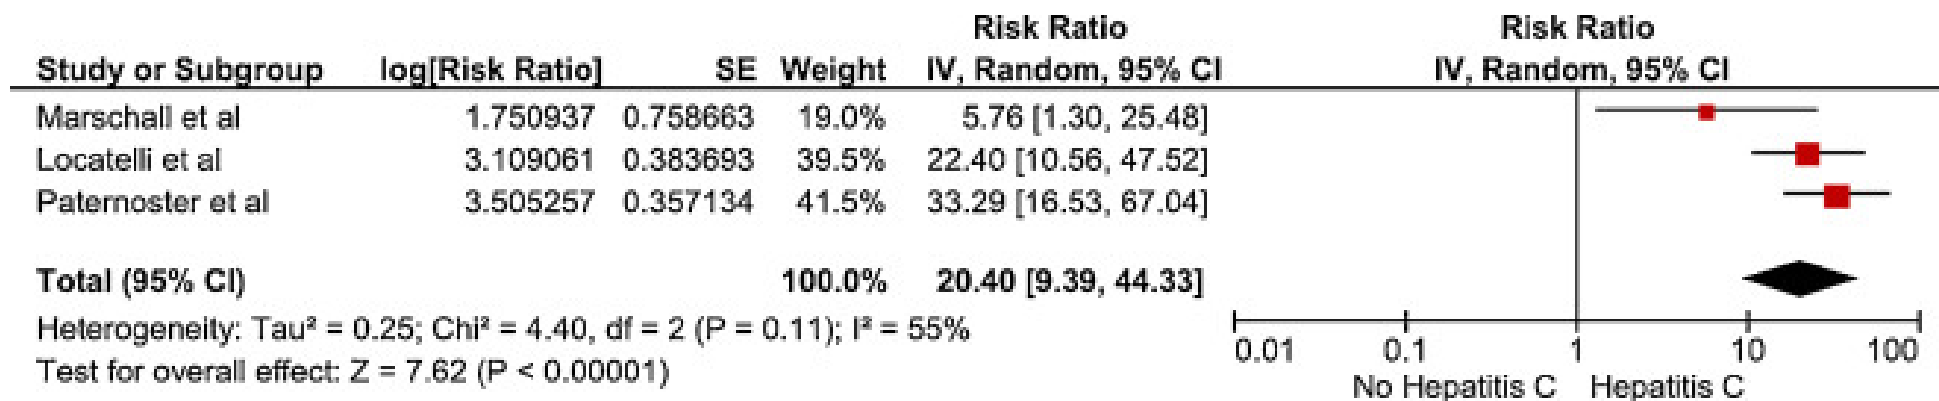 Risk Ratio Risk Ratio
Study or Subgroup log[Risk Ratio] SE Weight IV, Random, 95% CI IV, Random, 95% CI
Marschall et al 1.750937 0.758663 19.0% 5.76 [1.30, 25.48]
Locatelli et al 3.109061 0.383693 39.5% 22.40 [10.56, 47.52]
Paternoster et al 3.505257 0.357134 41.5% 33.29 [16.53, 67.04]
Total (95% CI) 100.0% 20.40 [9.39, 44.33]
Heterogeneity: Tau² = 0.25; Chi² = 4.40, df = 2 (P = 0.11); I² = 55%
Test for overall effect: Z = 7.62 (P < 0.00001)
0.01 0.1 1 10 100
No Hepatitis C Hepatitis C